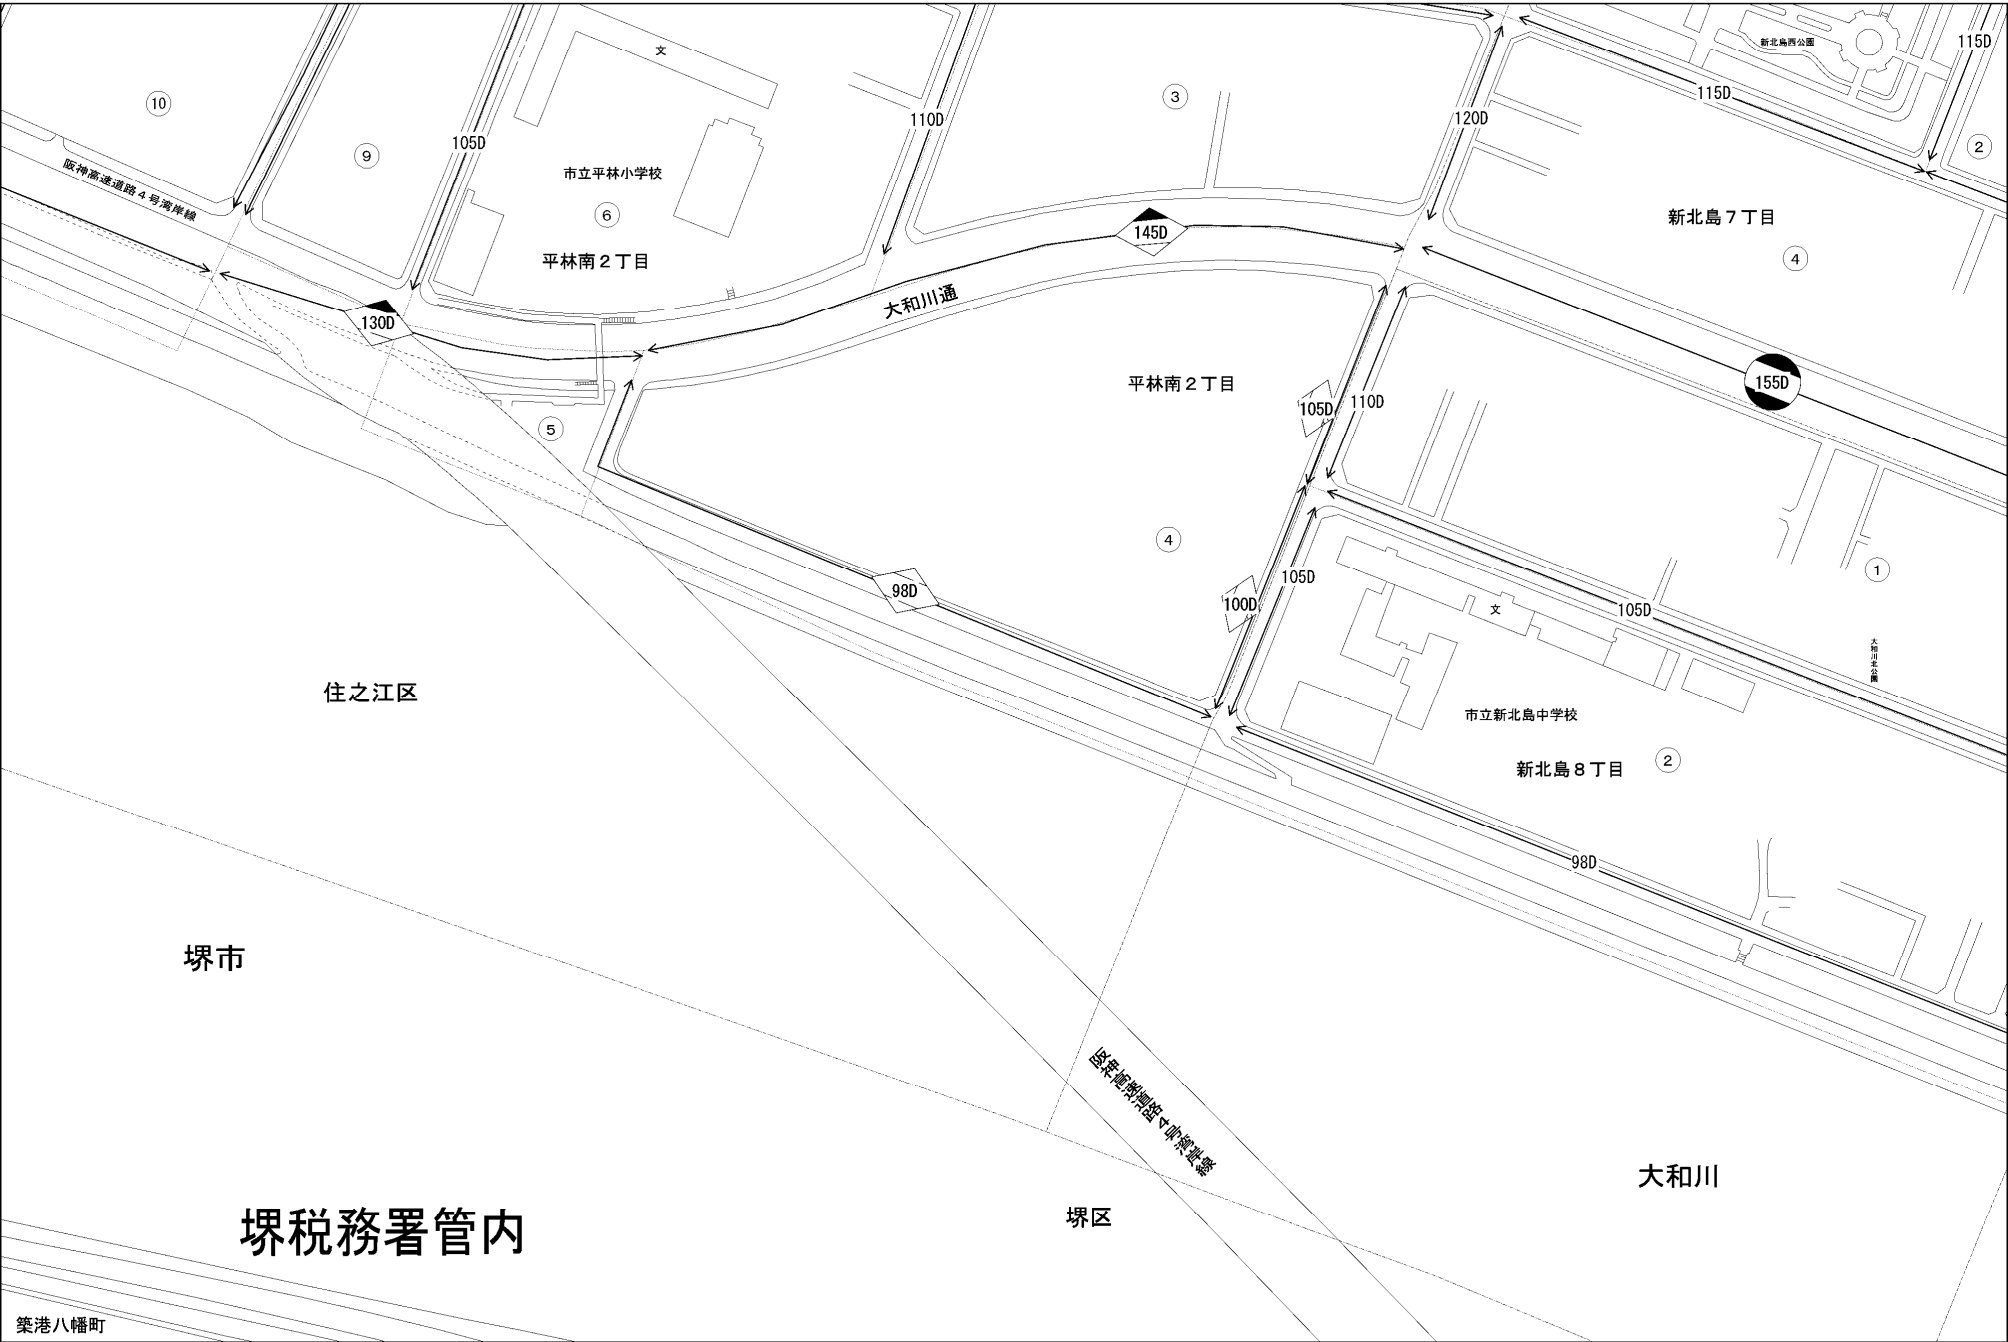 文
新北島西公園
115D
115D
③
⑩
110D
120D
105D
②
⑨
阪神高速道路４号湾岸線
市立平林小学校
⑥
新北島７丁目
145D
平林南２丁目
④
大和川通
130D
155D
平林南２丁目
110D
105D
⑤
④
①
105D
98D
100D
105D
文
大和川北公園
住之江区
市立新北島中学校
新北島８丁目
②
98D
堺市
阪神高速道路４号湾岸線
大和川
堺区
堺税務署管内
築港八幡町